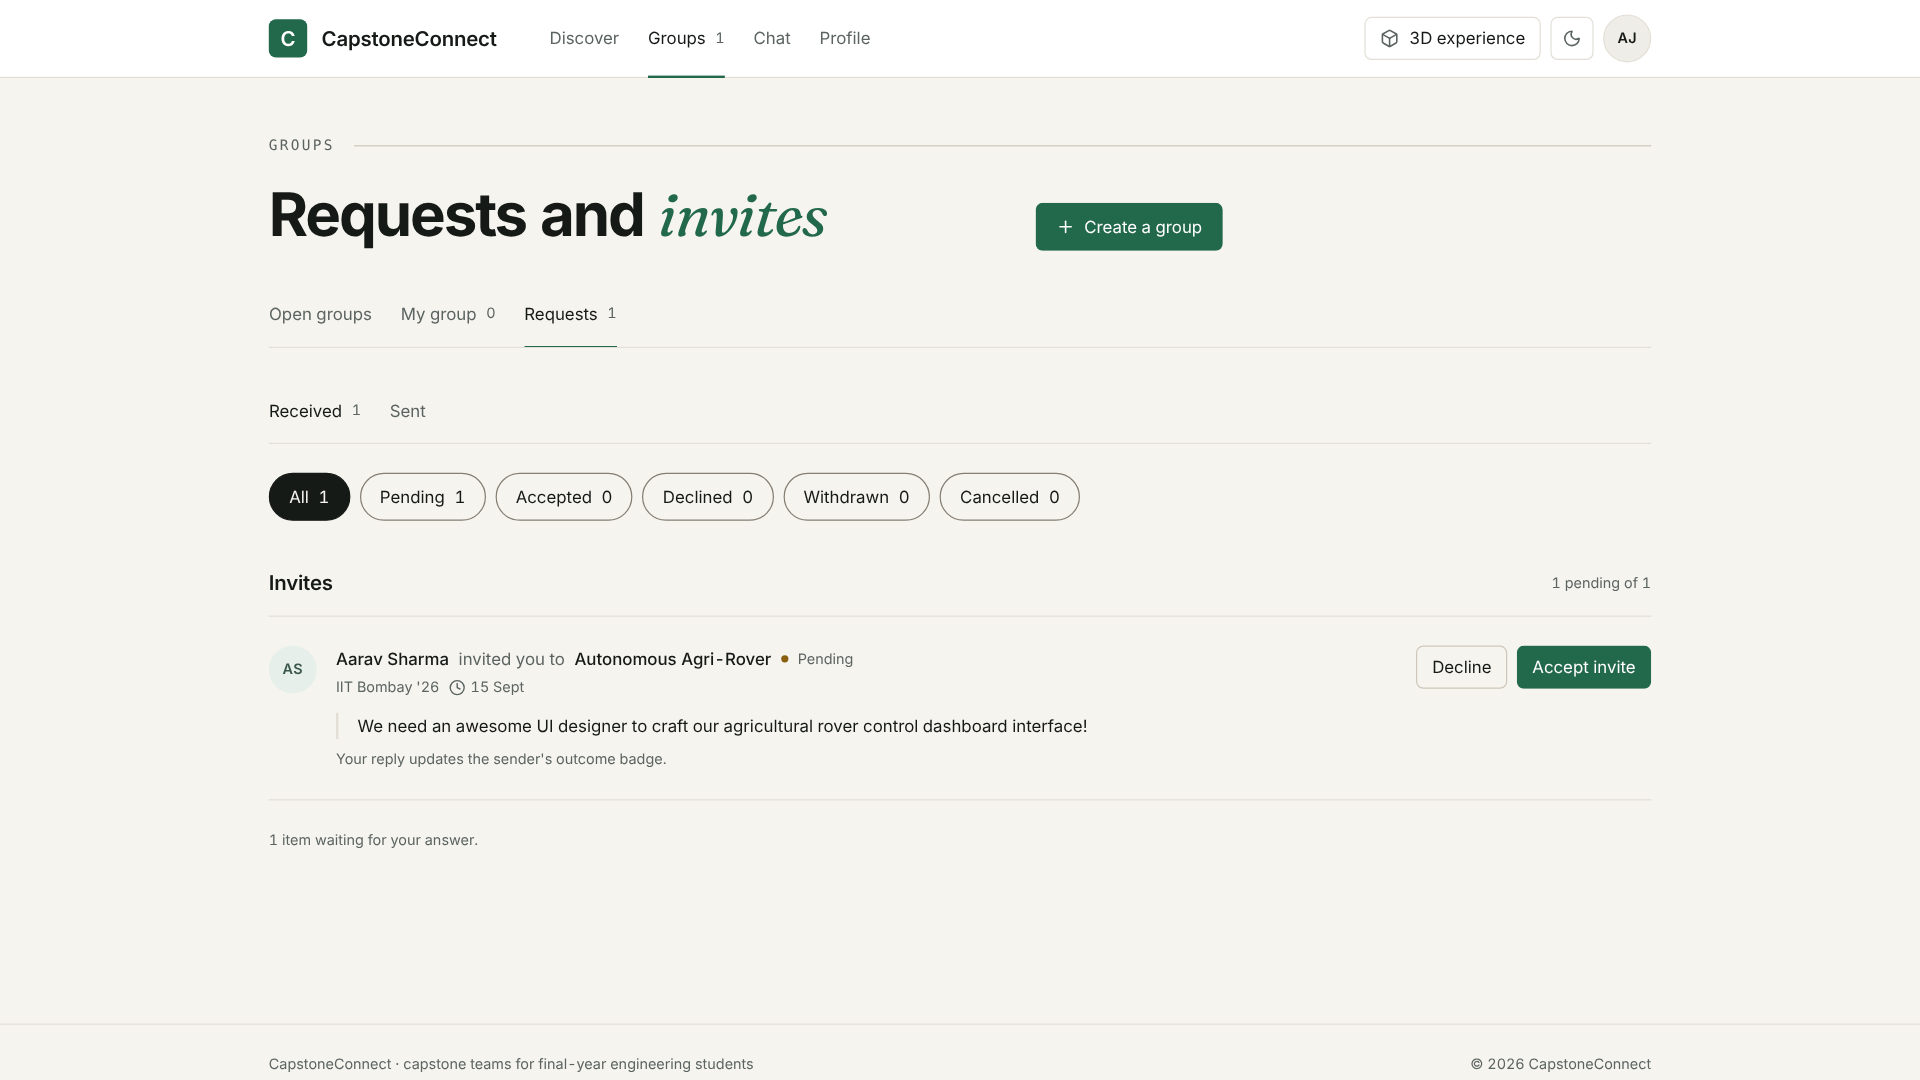 C CapstoneConnect Discover Groups 1 Chat Profile 3D experience AJ
GROUPS
Requests and invites
+ Create a group
Open groups My group 0 Requests 1
Received 1 Sent
All 1 Pending 1 Accepted 0 Declined 0 Withdrawn 0 Cancelled 0
Invites 1 pending of 1
AS Aarav Sharma invited you to Autonomous Agri-Rover Pending Decline Accept invite
IIT Bombay '26 15 Sept
We need an awesome UI designer to craft our agricultural rover control dashboard interface!
Your reply updates the sender's outcome badge.
1 item waiting for your answer.
CapstoneConnect · capstone teams for final-year engineering students © 2026 CapstoneConnect